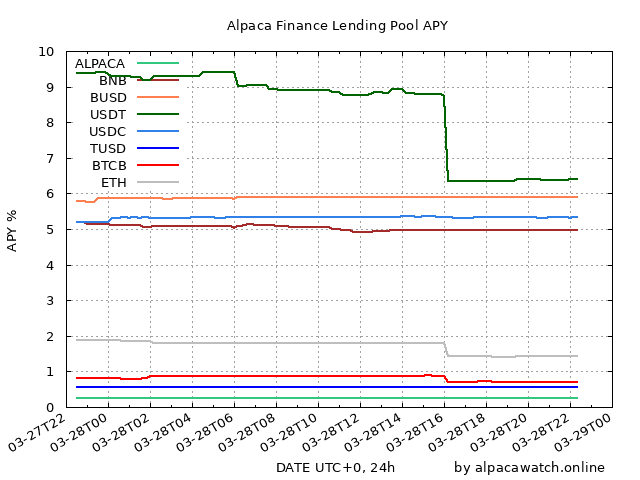 Alpaca Finance Lending Pool APY
10
9
8
7
6
5
4
3
2
1
0
APY %
ALPACA
BNB
BUSD
USDT
USDC
TUSD
BTCB
ETH
03-27T22
03-28T00
03-28T02
03-28T04
03-28T06
03-28T08
03-28T10
03-28T12
03-28T14
03-28T16
03-28T18
03-28T20
03-28T22
03-29T00
DATE UTC+0, 24h
by alpacawatch.online